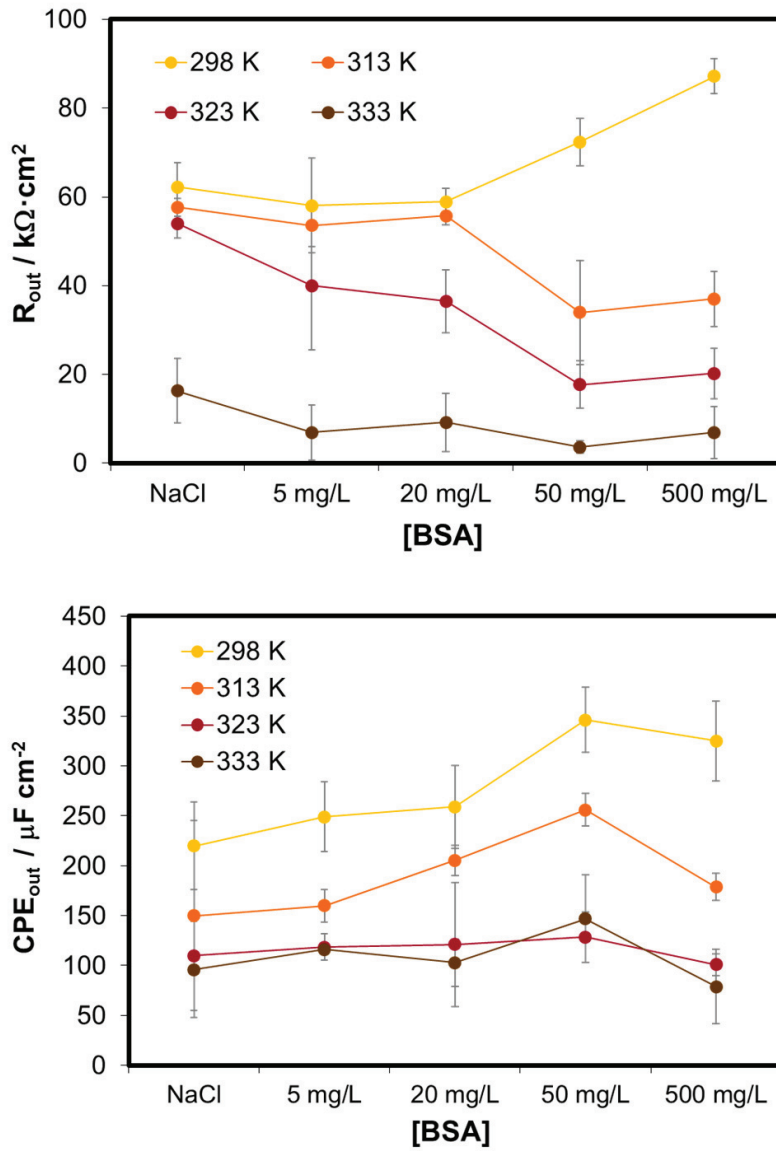 100
80
60
40
20
0
R_out / kΩ·cm²
298 K 313 K
323 K 333 K
NaCl 5 mg/L 20 mg/L 50 mg/L 500 mg/L
[BSA]
450
400
350
300
250
200
150
100
50
0
CPE_out / µF cm⁻²
298 K
313 K
323 K
333 K
NaCl 5 mg/L 20 mg/L 50 mg/L 500 mg/L
[BSA]